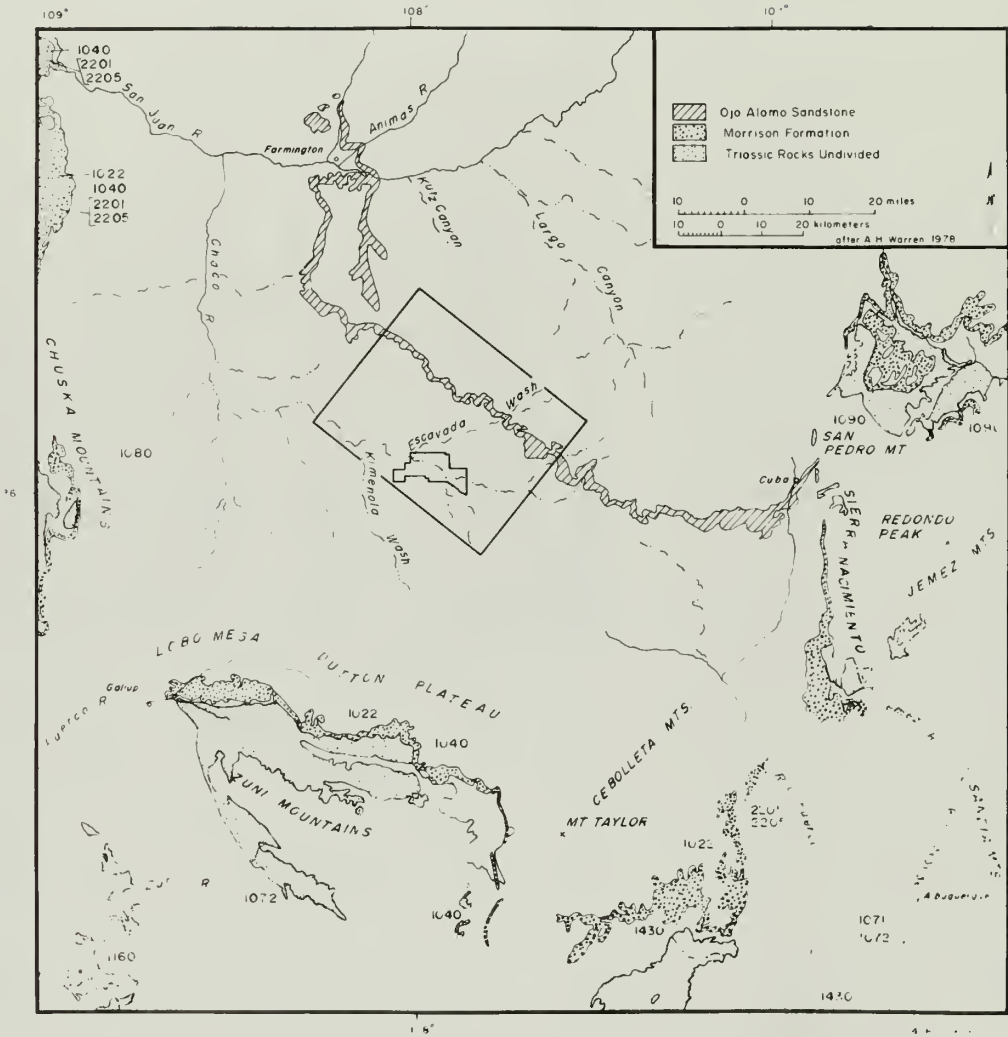 109°
108°
1040
2201
2205
San Juan R
Animas R
Farmington
Ojo Alamo Sandstone
Morrison Formation
Triassic Rocks Undivided
N
10 0 10 20 miles
10 0 10 20 kilometers
after A H Warren 1978
1022
1040
2201
2205
Kutz Canyon
Largo Canyon
Chaco R
CHUSKA MOUNTAINS
1080
Escavada Wash
Kimenola Wash
1090
SAN
PEDRO MT
Cuba
SIERRA NACIMIENTO
REDONDO
PEAK
JEMEZ MTS
LOBO MESA
DUTTON PLATEAU
Gallup
1022
1040
ZUNI MOUNTAINS
CEBOLLETA MTS.
MT TAYLOR
1072
1040
1430
1160
Albuquerque
1071
1430